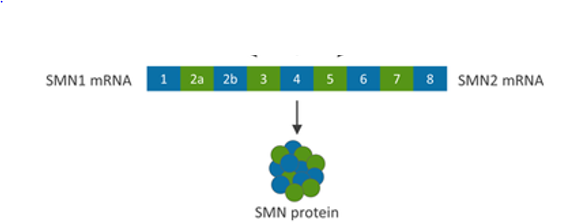 SMN1 mRNA 1 2a 2b 3 4 5 6 7 8 SMN2 mRNA
SMN protein